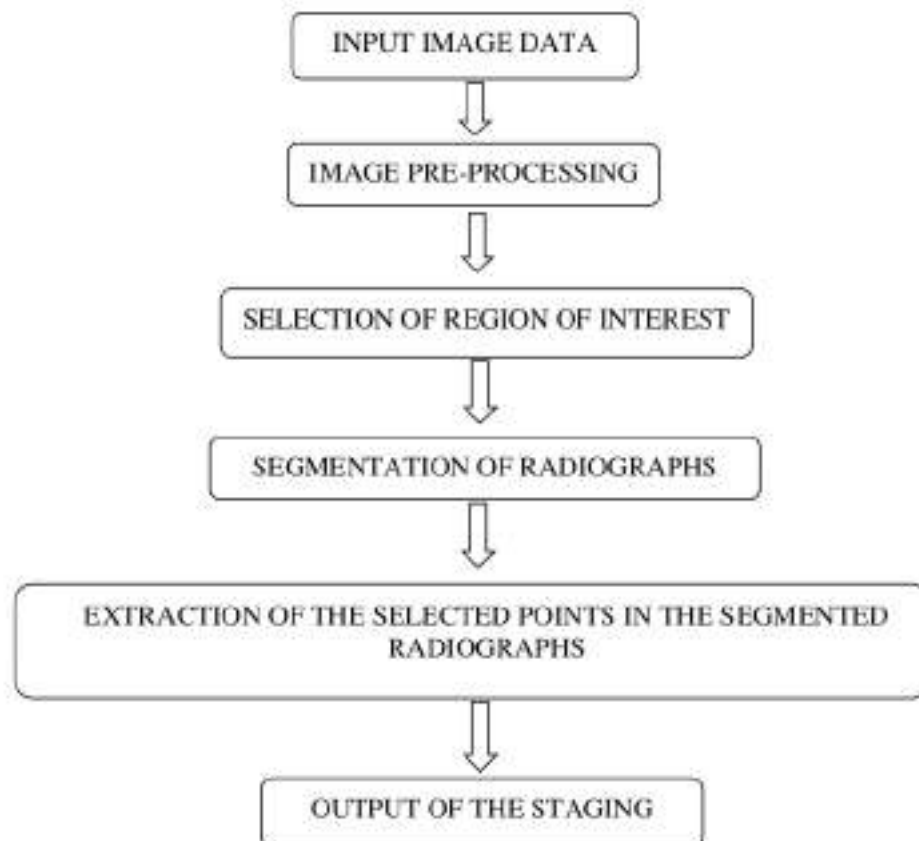 INPUT IMAGE DATA
IMAGE PRE-PROCESSING
SELECTION OF REGION OF INTEREST
SEGMENTATION OF RADIOGRAPHS
EXTRACTION OF THE SELECTED POINTS IN THE SEGMENTED
RADIOGRAPHS
OUTPUT OF THE STAGING